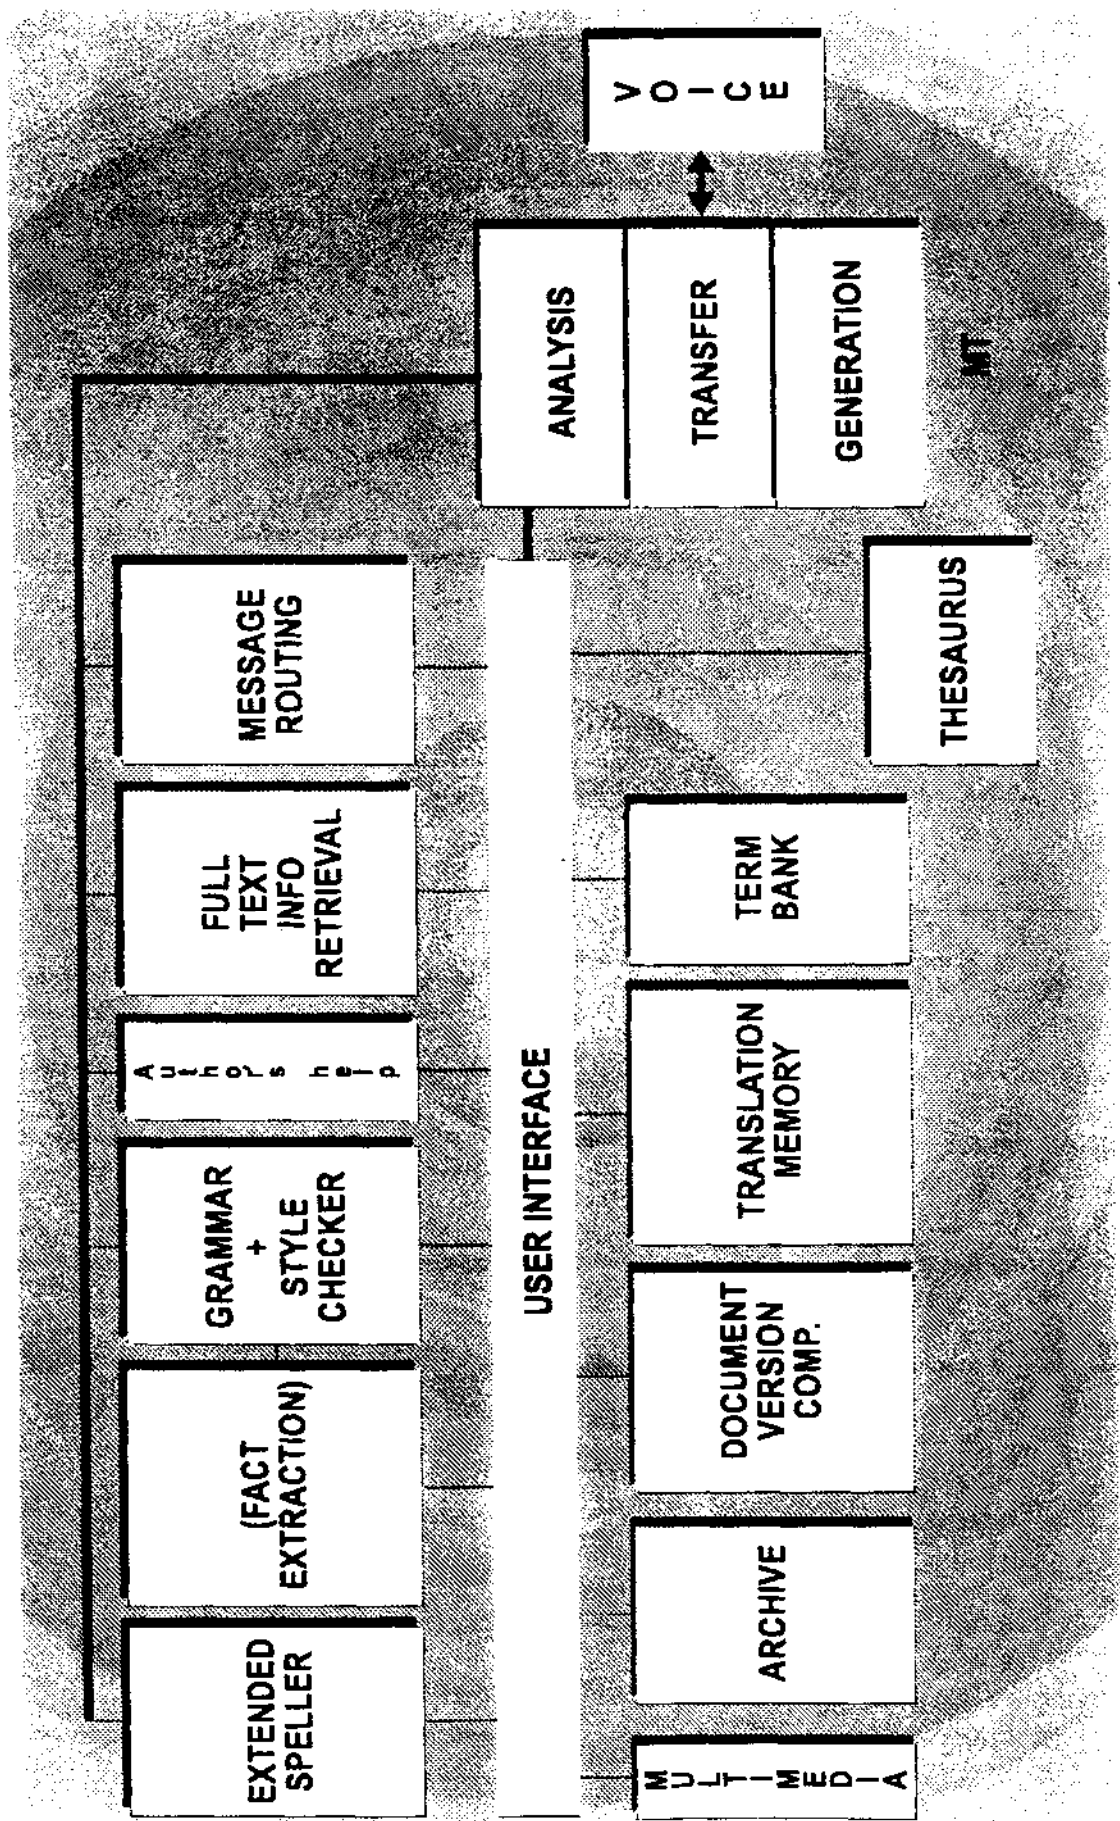 EXTENDED
SPELLER
(FACT
EXTRACTION)
GRAMMAR
+
STYLE
CHECKER
Author's help
FULL
TEXT
INFO
RETRIEVAL
MESSAGE
ROUTING
USER INTERFACE
MULTIMEDIA
ARCHIVE
DOCUMENT
VERSION
COMP.
TRANSLATION
MEMORY
TERM
BANK
THESAURUS
ANALYSIS
TRANSFER
GENERATION
MT
VOICE